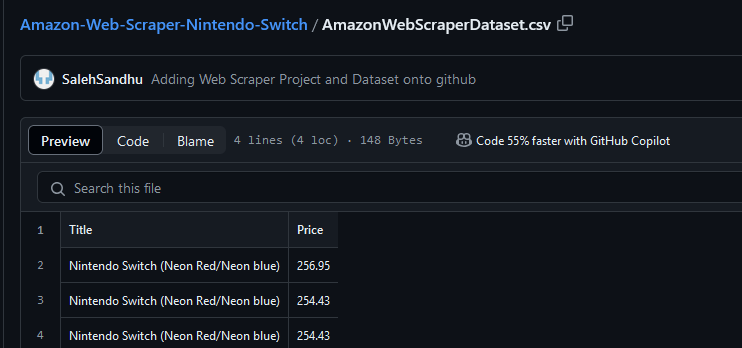 Amazon-Web-Scraper-Nintendo-Switch / AmazonWebScraperDataset.csv
SalehSandhu Adding Web Scraper Project and Dataset onto github
Preview Code Blame 4 lines (4 loc) · 148 Bytes Code 55% faster with GitHub Copilot
Search this file
1 Title Price
2 Nintendo Switch (Neon Red/Neon blue) 256.95
3 Nintendo Switch (Neon Red/Neon blue) 254.43
4 Nintendo Switch (Neon Red/Neon blue) 254.43